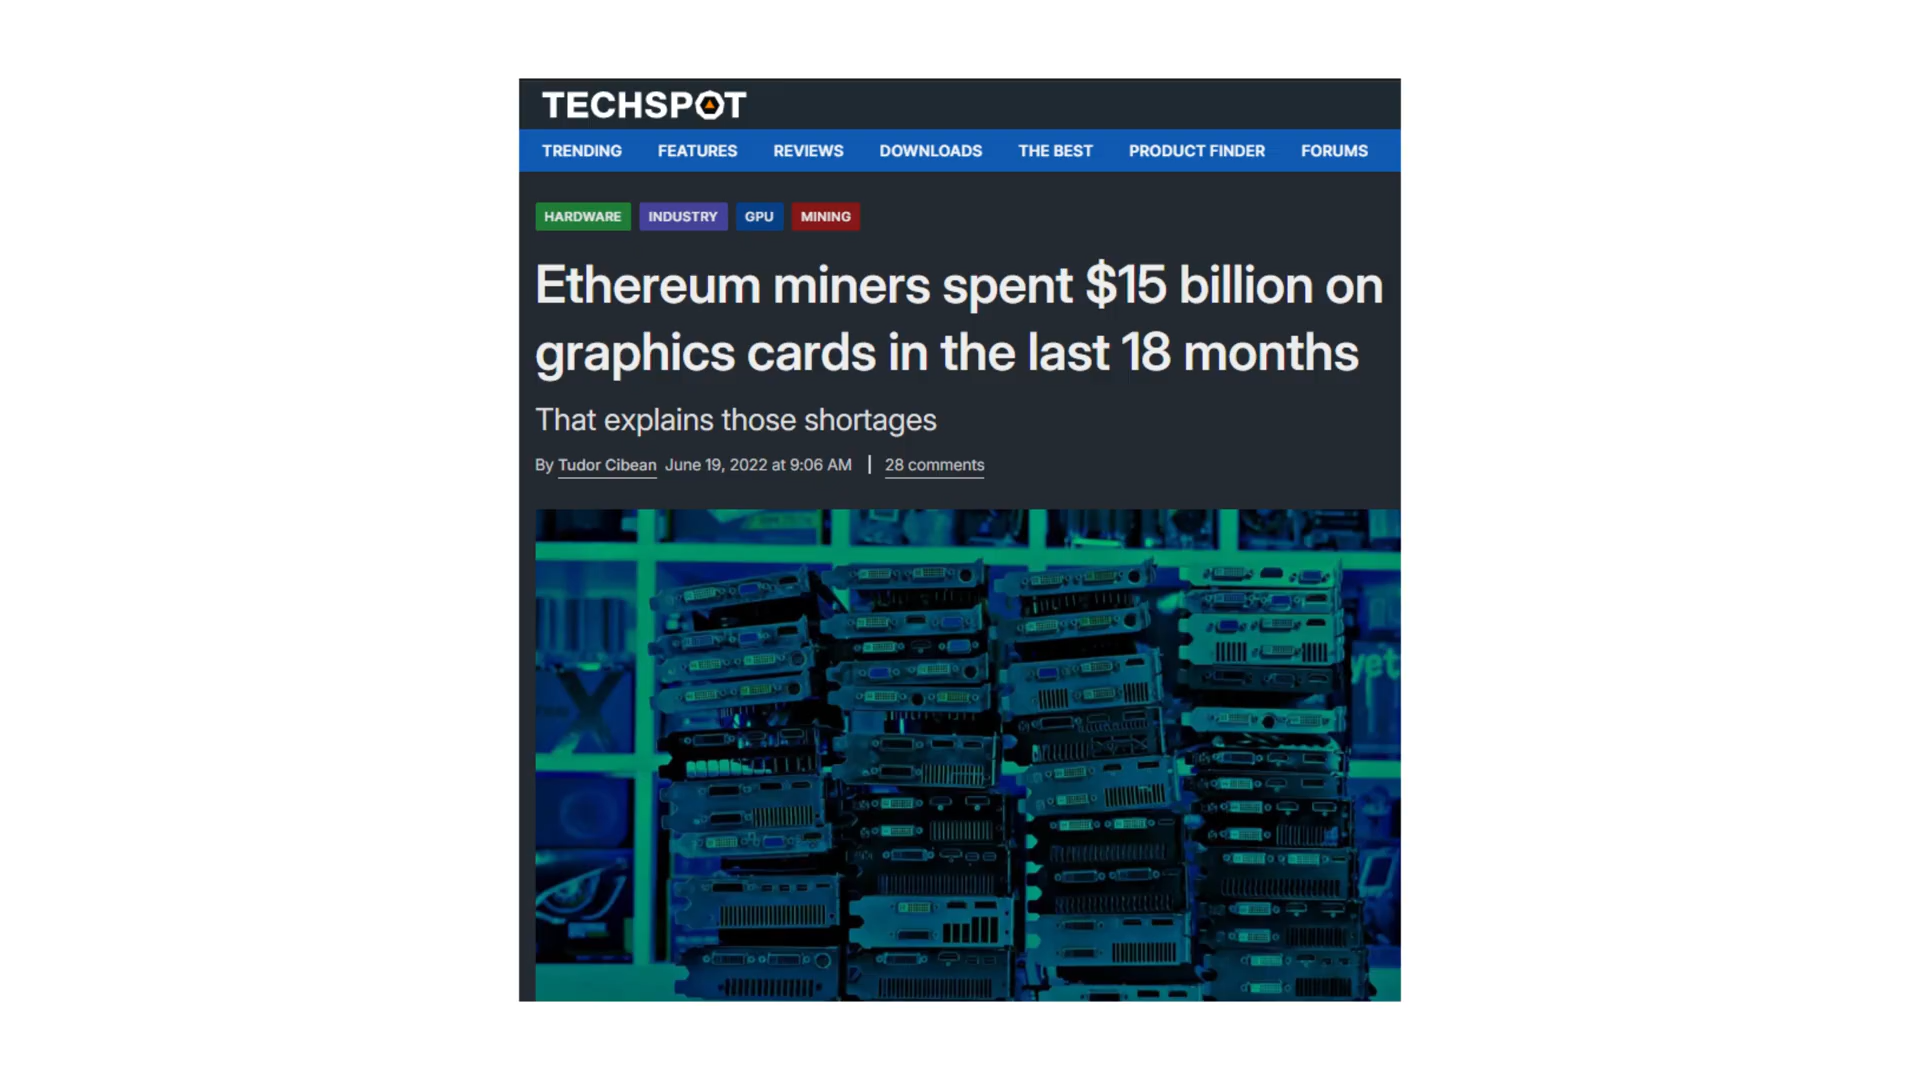 TECHSPOT
TRENDING FEATURES REVIEWS DOWNLOADS THE BEST PRODUCT FINDER FORUMS
HARDWARE INDUSTRY GPU MINING
Ethereum miners spent $15 billion on
graphics cards in the last 18 months
That explains those shortages
By Tudor Cibean June 19, 2022 at 9:06 AM | 28 comments
yet